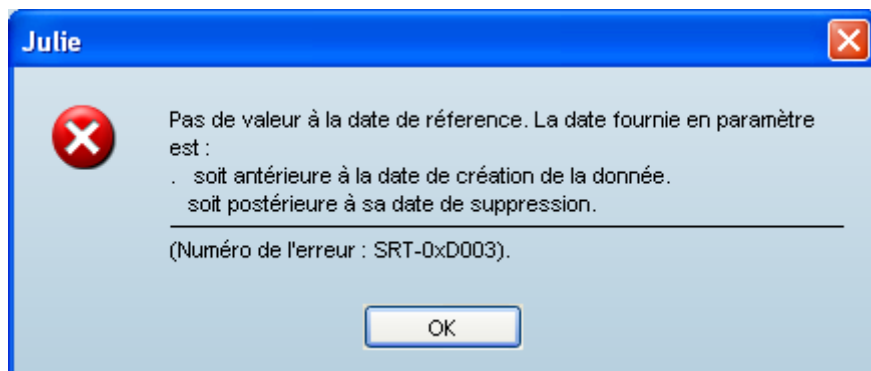 Julie
Pas de valeur à la date de réference. La date fournie en paramètre
est :
.   soit antérieure à la date de création de la donnée.
soit postérieure à sa date de suppression.
(Numéro de l'erreur : SRT-0xD003).
OK